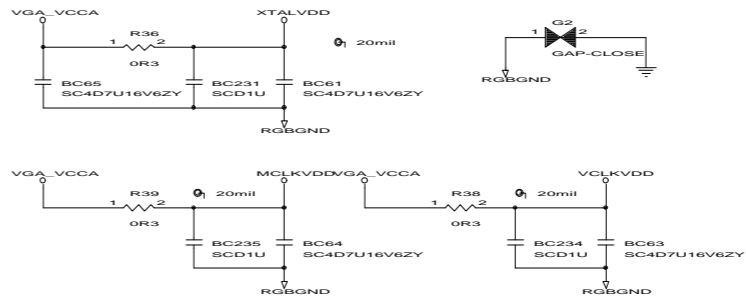 VGA_VCCA XTALVDD
R36
1 2
0R3
20mil
BC65
SC4D7U16V6ZY
BC231
SCD1U
BC61
SC4D7U16V6ZY
RGBGND
G2
1 2
GAP-CLOSE
RGBGND
VGA_VCCA MCLKVDD
R39
1 2
0R3
20mil
BC235
SCD1U
BC64
SC4D7U16V6ZY
RGBGND
VGA_VCCA VCLKVDD
R38
1 2
0R3
20mil
BC234
SCD1U
BC63
SC4D7U16V6ZY
RGBGND